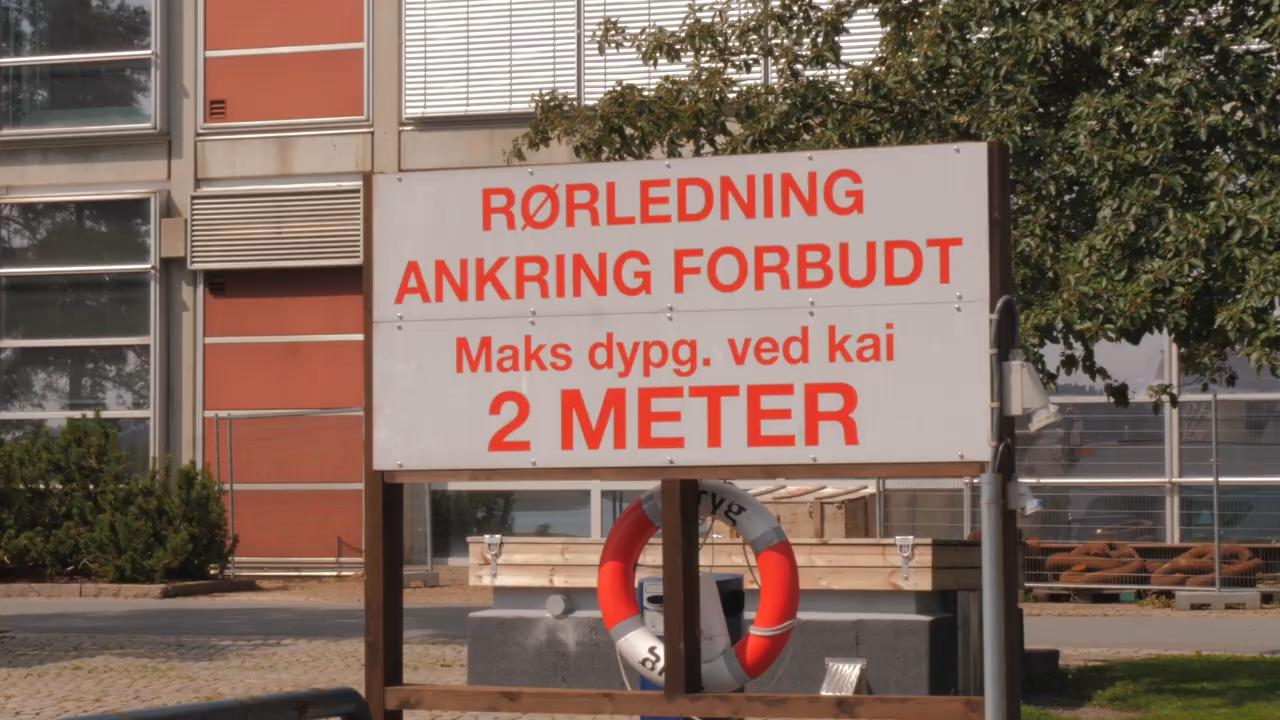 RØRLEDNING
ANKRING FORBUDT
Maks dypg. ved kai
2 METER